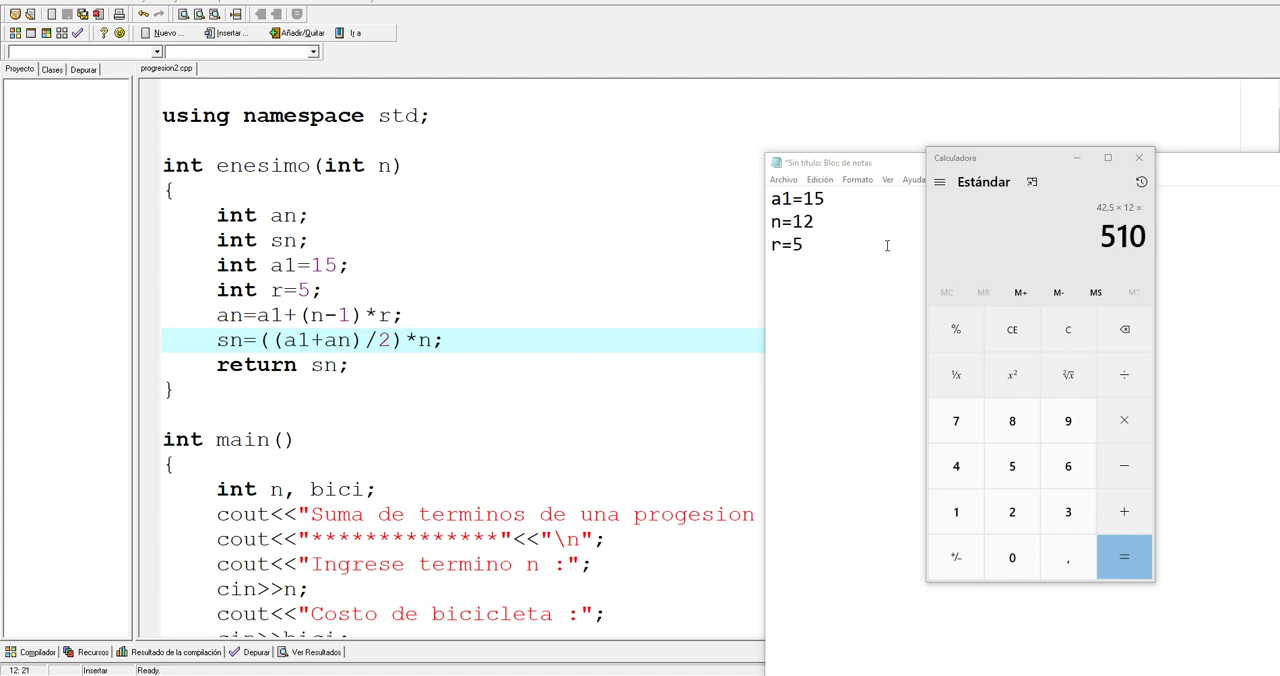 Nuevo ... Insertar ... Añadir/Quitar Ir a
Proyecto Clases Depurar progresion2.cpp
using namespace std;
int enesimo(int n)
{
int an;
int sn;
int a1=15;
int r=5;
an=a1+(n-1)*r;
sn=((a1+an)/2)*n;
return sn;
}
int main()
{
int n, bici;
cout<<"Suma de terminos de una progesion
cout<<"**************"<<"\n";
cout<<"Ingrese termino n :";
cin>>n;
cout<<"Costo de bicicleta :";
cin>>bici;
Compilador Recursos Resultado de la compilación Depurar Ver Resultados
12: 21 Insertar Ready.
*Sin título: Bloc de notas
Archivo Edición Formato Ver Ayuda
a1=15
n=12
r=5
Calculadora
Estándar
42,5 × 12 =
510
MC MR M+ M- MS M˅
% CE C
¹/x x² ²√x ÷
7 8 9 ×
4 5 6 −
1 2 3 +
+/− 0 , =